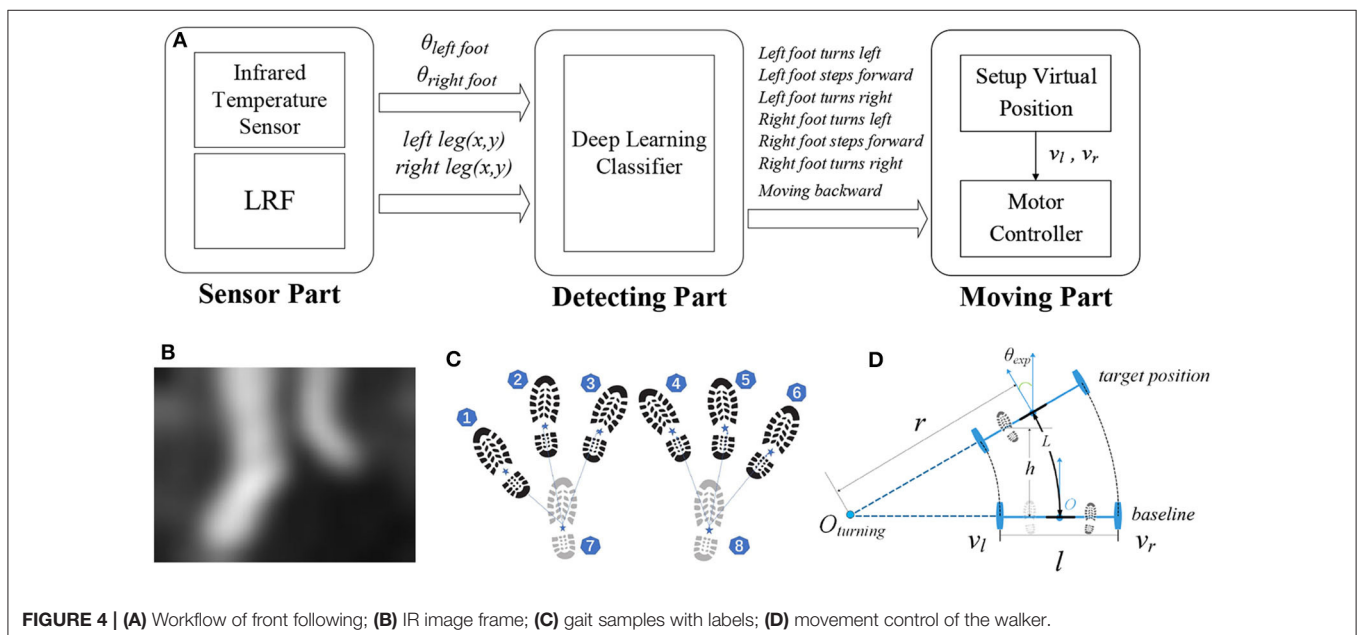 A
Infrared
Temperature
Sensor
LRF
Sensor Part
θleft foot
θright foot
left leg(x,y)
right leg(x,y)
Deep Learning
Classifier
Detecting Part
Left foot turns left
Left foot steps forward
Left foot turns right
Right foot turns left
Right foot steps forward
Right foot turns right
Moving backward
Setup Virtual
Position
vl , vr
Motor
Controller
Moving Part
B
C
1
2
3
4
5
6
7
8
D
θexp
target position
r
L
h
O
Oturning
baseline
vl
l
vr
FIGURE 4 | (A) Workflow of front following; (B) IR image frame; (C) gait samples with labels; (D) movement control of the walker.